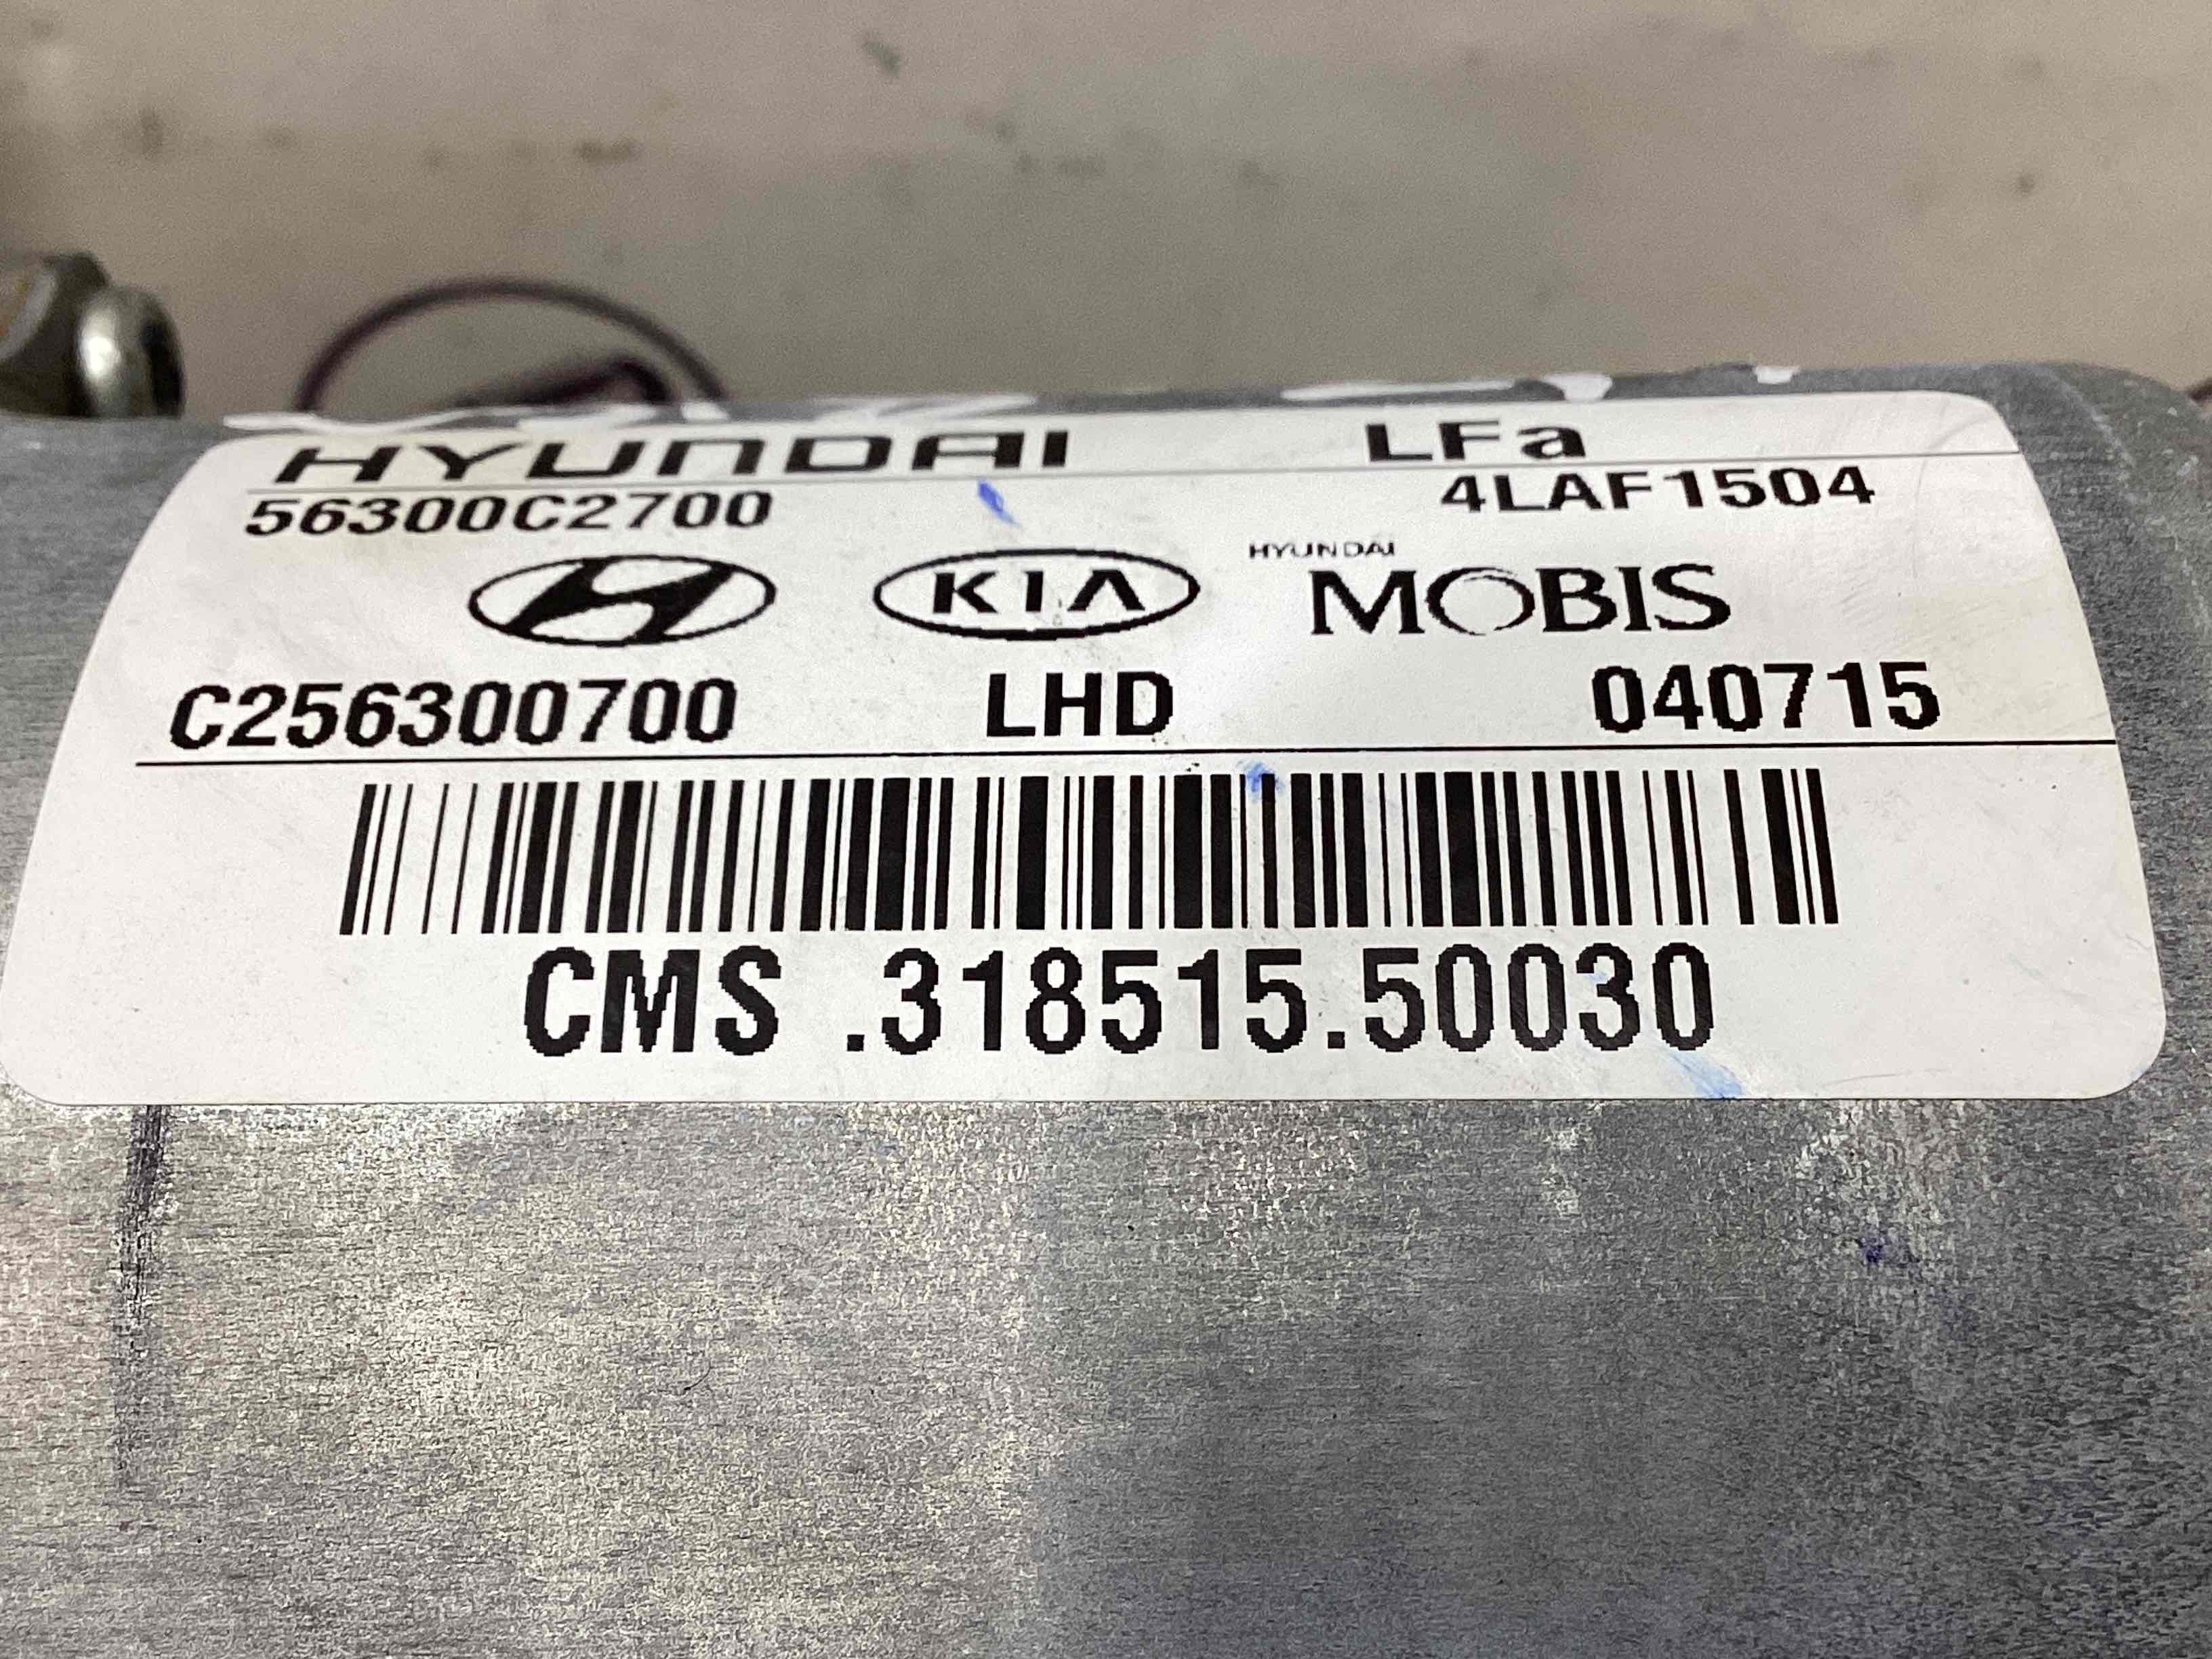 HYUNDAI LFa
56300C2700 4LAF1504
KIA HYUNDAI MOBIS
C256300700 LHD 040715
CMS .318515.50030